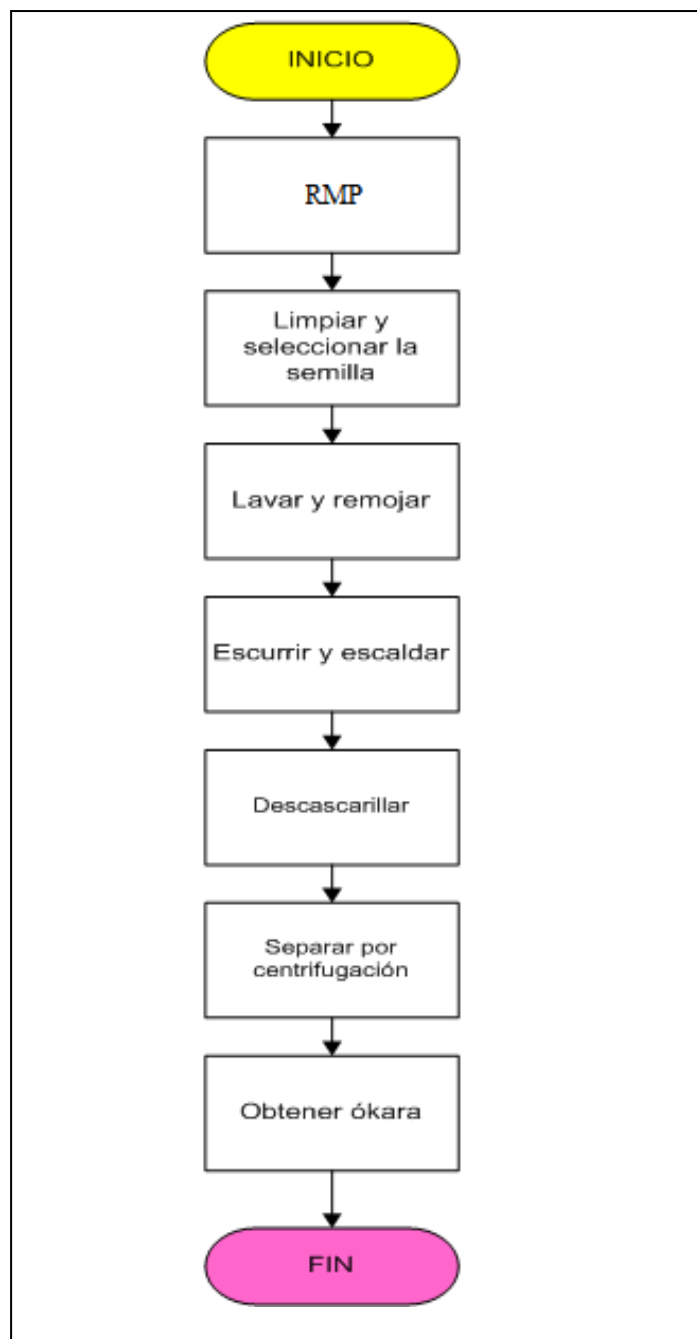 INICIO
RMP
Limpiar y
seleccionar la
semilla
Lavar y remojar
Escurrir y escaldar
Descascarillar
Separar por
centrifugación
Obtener ókara
FIN